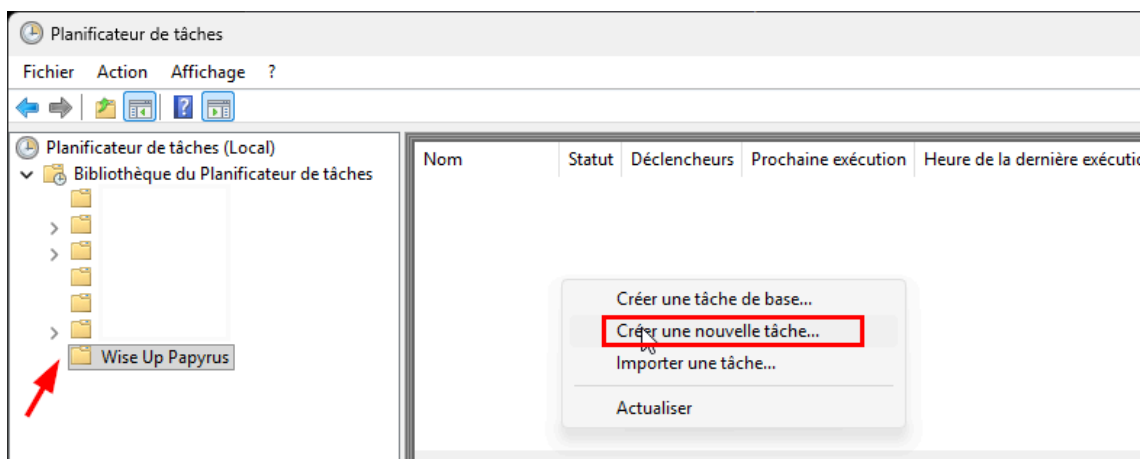 Planificateur de tâches
Fichier Action Affichage ?
Planificateur de tâches (Local)
Bibliothèque du Planificateur de tâches
Wise Up Papyrus
Nom Statut Déclencheurs Prochaine exécution Heure de la dernière exécutio
Créer une tâche de base...
Créer une nouvelle tâche...
Importer une tâche...
Actualiser